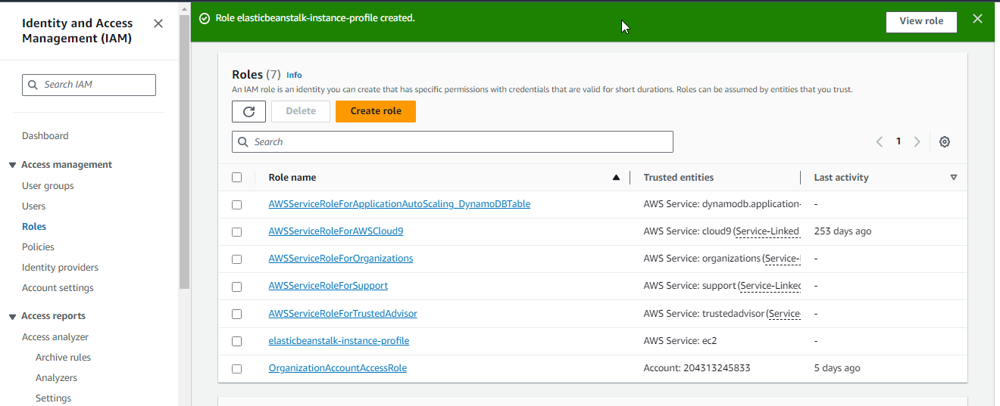 Identity and Access
Management (IAM)
Search IAM
Dashboard
Access management
User groups
Users
Roles
Policies
Identity providers
Account settings
Access reports
Access analyzer
Archive rules
Analyzers
Settings
Role elasticbeanstalk-instance-profile created.
View role
Roles (7) Info
An IAM role is an identity you can create that has specific permissions with credentials that are valid for short durations. Roles can be assumed by entities that you trust.
Delete Create role
Search
1
Role name Trusted entities Last activity
AWSServiceRoleForApplicationAutoScaling_DynamoDBTable AWS Service: dynamodb.application- -
AWSServiceRoleForAWSCloud9 AWS Service: cloud9 (Service-Linked 253 days ago
AWSServiceRoleForOrganizations AWS Service: organizations (Service- -
AWSServiceRoleForSupport AWS Service: support (Service-Linked -
AWSServiceRoleForTrustedAdvisor AWS Service: trustedadvisor (Service- -
elasticbeanstalk-instance-profile AWS Service: ec2 -
OrganizationAccountAccessRole Account: 204313245833 5 days ago